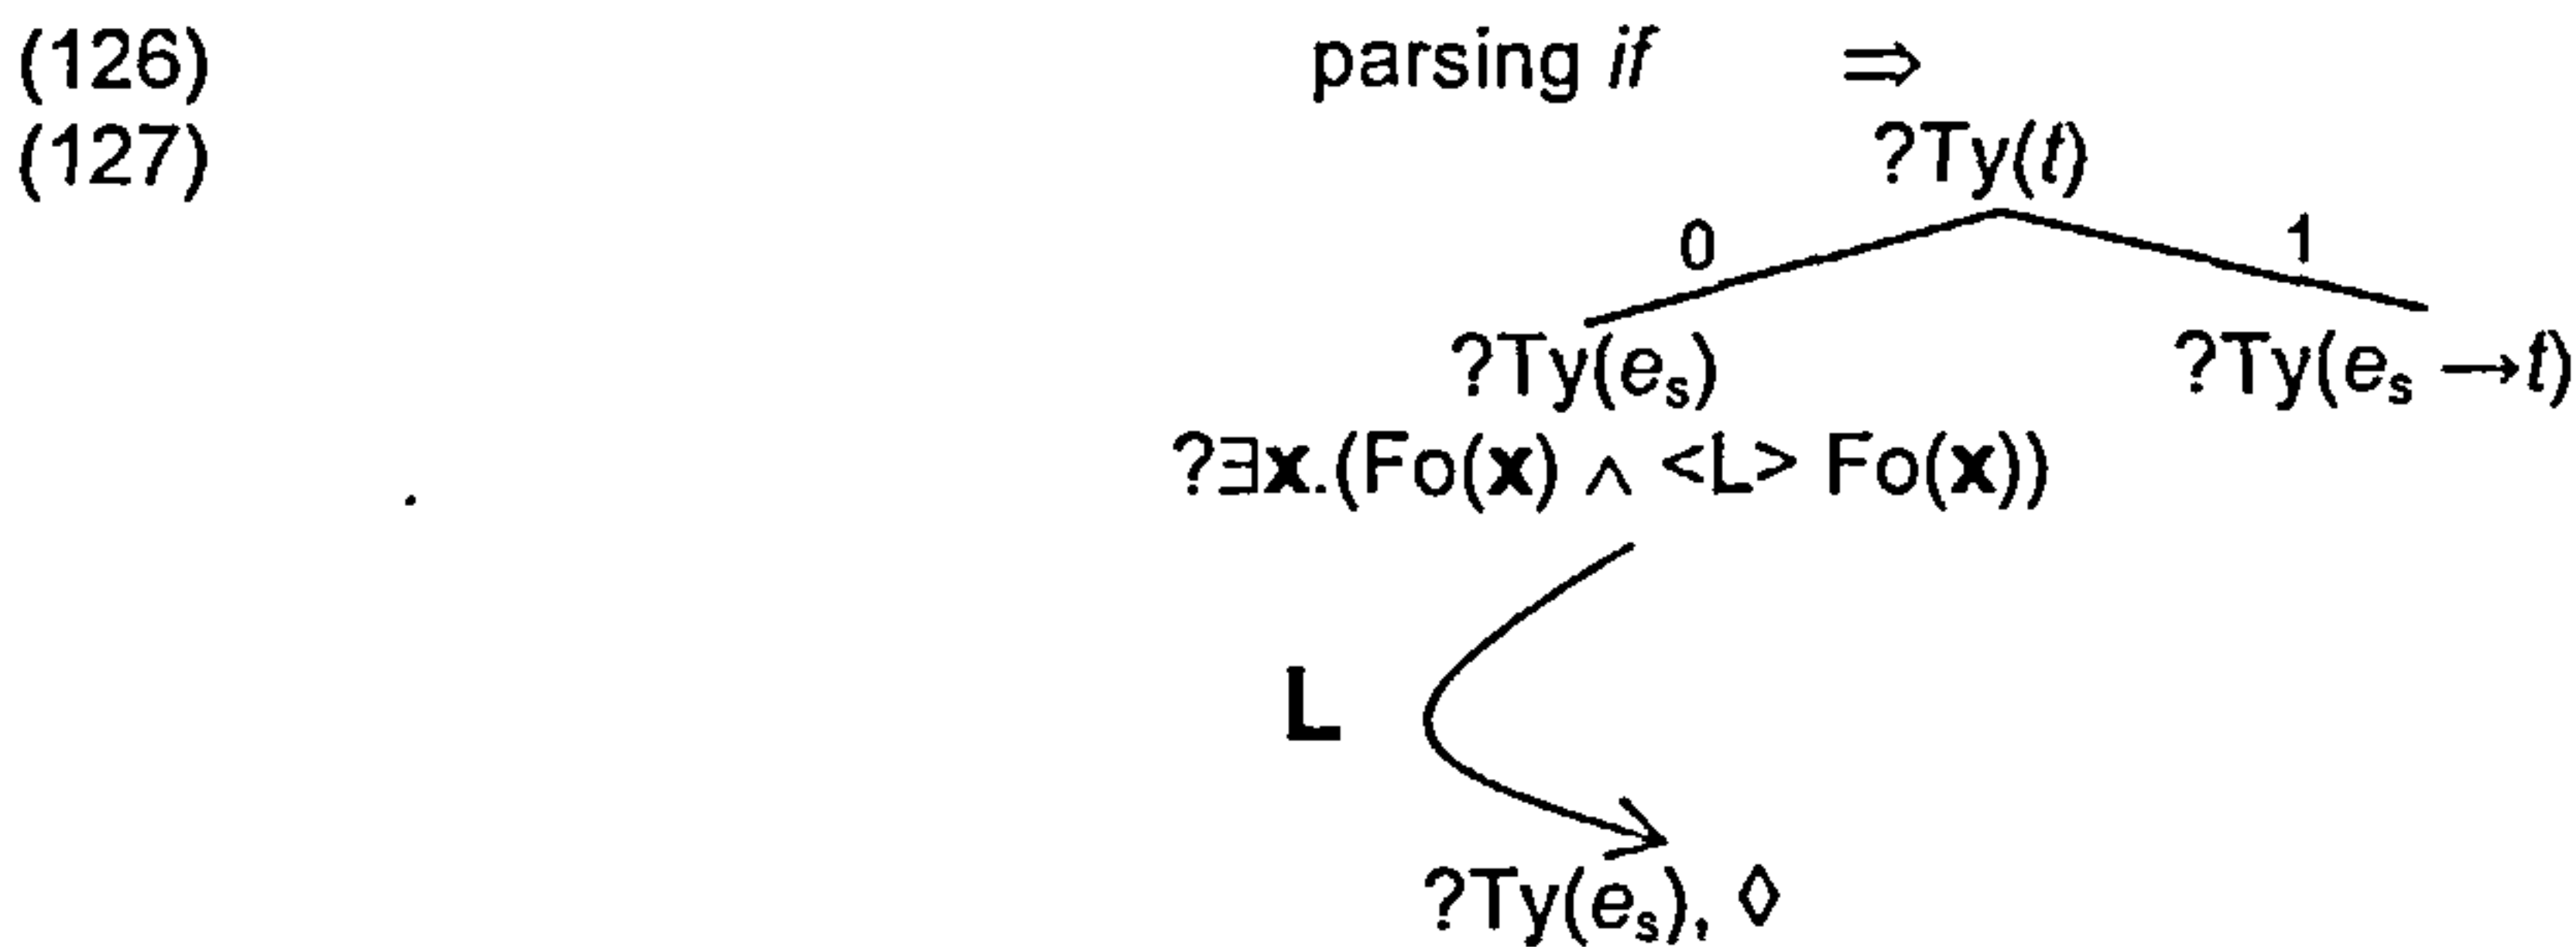 (126) parsing if ⇒
(127) ?Ty(t)
0 1
?Ty(eₛ) ?Ty(eₛ →t)
?∃x.(Fo(x) ∧ <L> Fo(x))
L
?Ty(eₛ), ◊